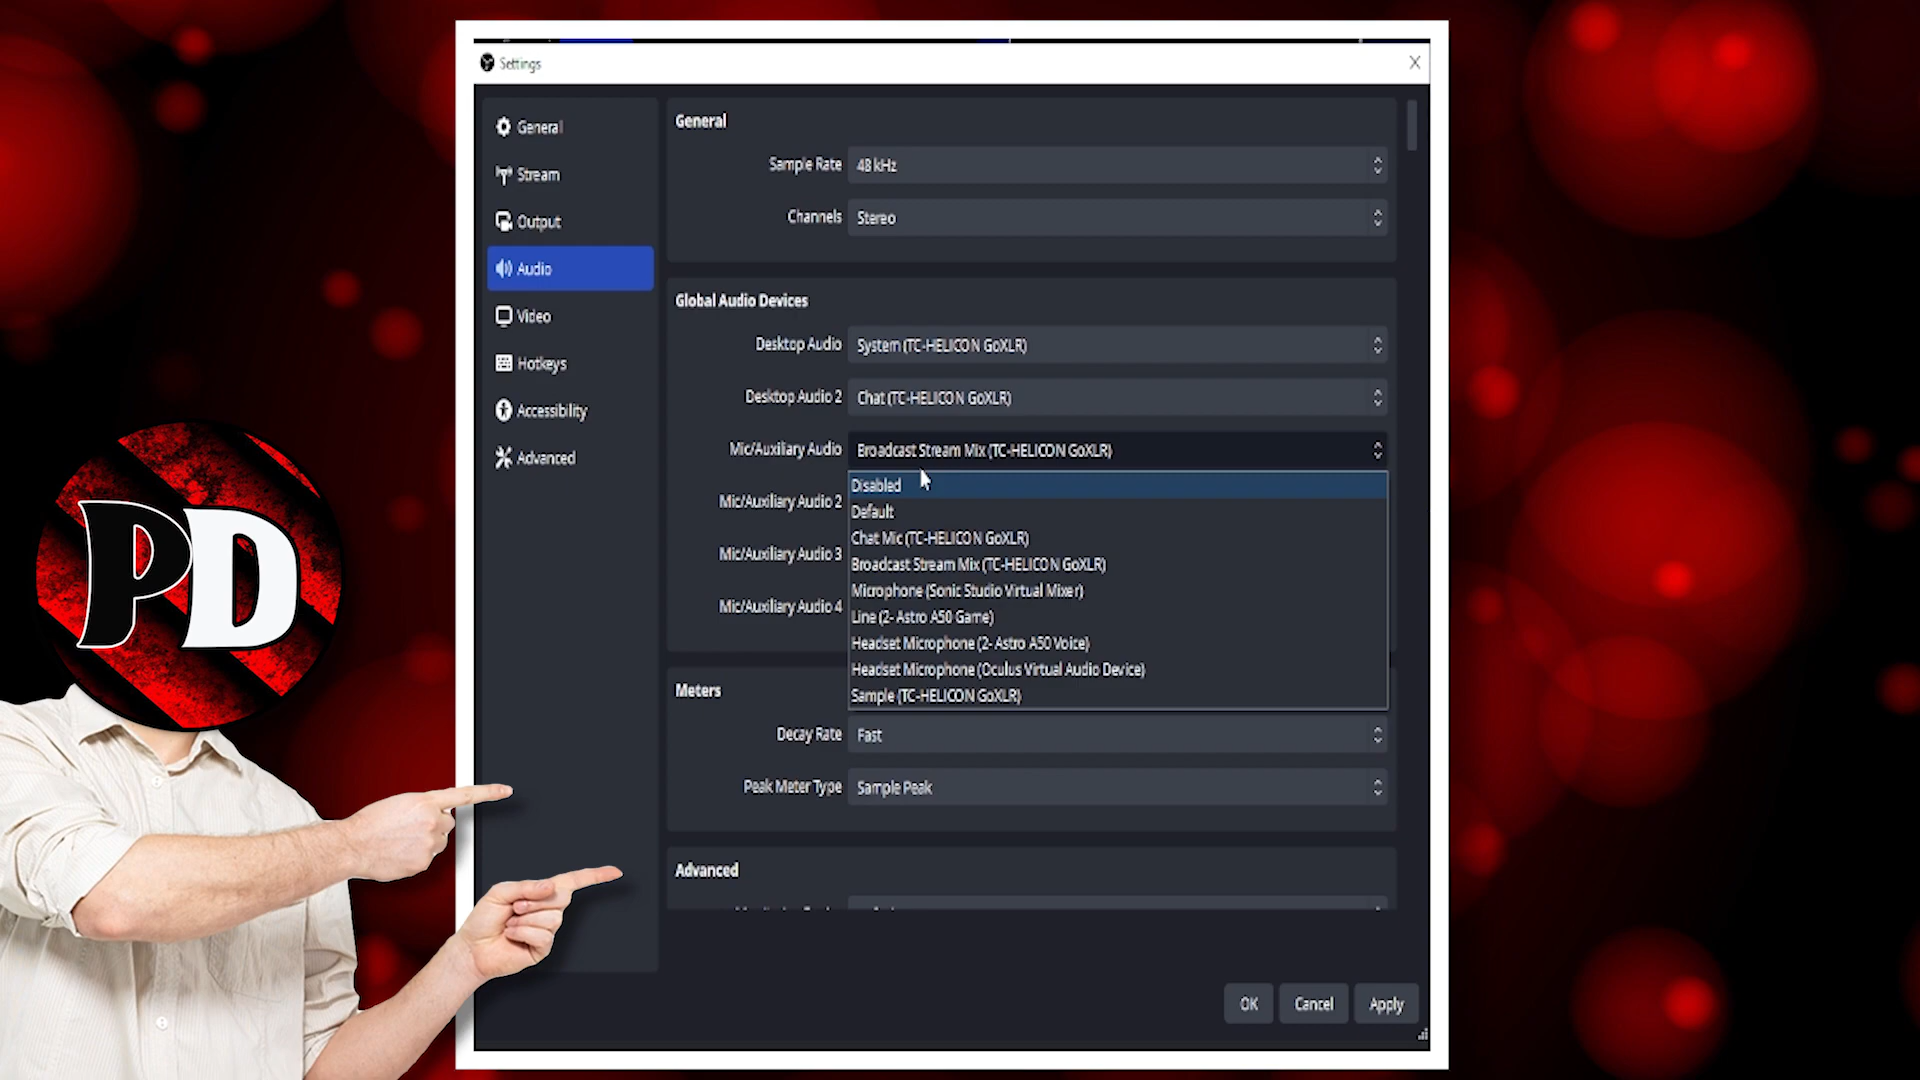 Settings
X
General
Stream
Output
Audio
Video
Hotkeys
Accessibility
Advanced
General
Sample Rate 48 kHz
Channels Stereo
Global Audio Devices
Desktop Audio System (TC-HELICON GoXLR)
Desktop Audio 2 Chat (TC-HELICON GoXLR)
Mic/Auxiliary Audio Broadcast Stream Mix (TC-HELICON GoXLR)
Mic/Auxiliary Audio 2
Mic/Auxiliary Audio 3
Mic/Auxiliary Audio 4
Disabled
Default
Chat Mic (TC-HELICON GoXLR)
Broadcast Stream Mix (TC-HELICON GoXLR)
Microphone (Sonic Studio Virtual Mixer)
Line (2- Astro A50 Game)
Headset Microphone (2- Astro A50 Voice)
Headset Microphone (Oculus Virtual Audio Device)
Sample (TC-HELICON GoXLR)
Meters
Decay Rate Fast
Peak Meter Type Sample Peak
Advanced
OK Cancel Apply
PD